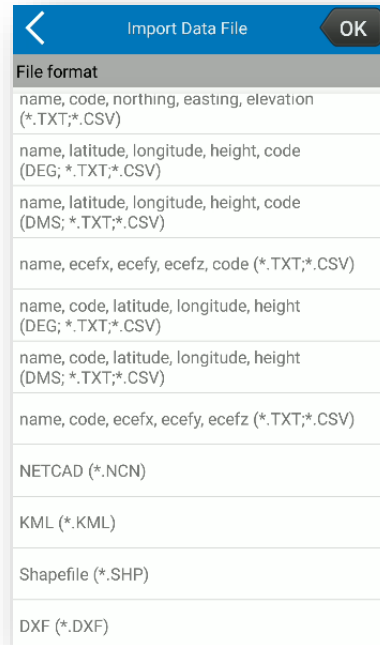 Import Data File
OK
File format
name, code, northing, easting, elevation
(*.TXT;*.CSV)
name, latitude, longitude, height, code
(DEG; *.TXT;*.CSV)
name, latitude, longitude, height, code
(DMS; *.TXT;*.CSV)
name, ecefx, ecefy, ecefz, code (*.TXT;*.CSV)
name, code, latitude, longitude, height
(DEG; *.TXT;*.CSV)
name, code, latitude, longitude, height
(DMS; *.TXT;*.CSV)
name, code, ecefx, ecefy, ecefz (*.TXT;*.CSV)
NETCAD (*.NCN)
KML (*.KML)
Shapefile (*.SHP)
DXF (*.DXF)